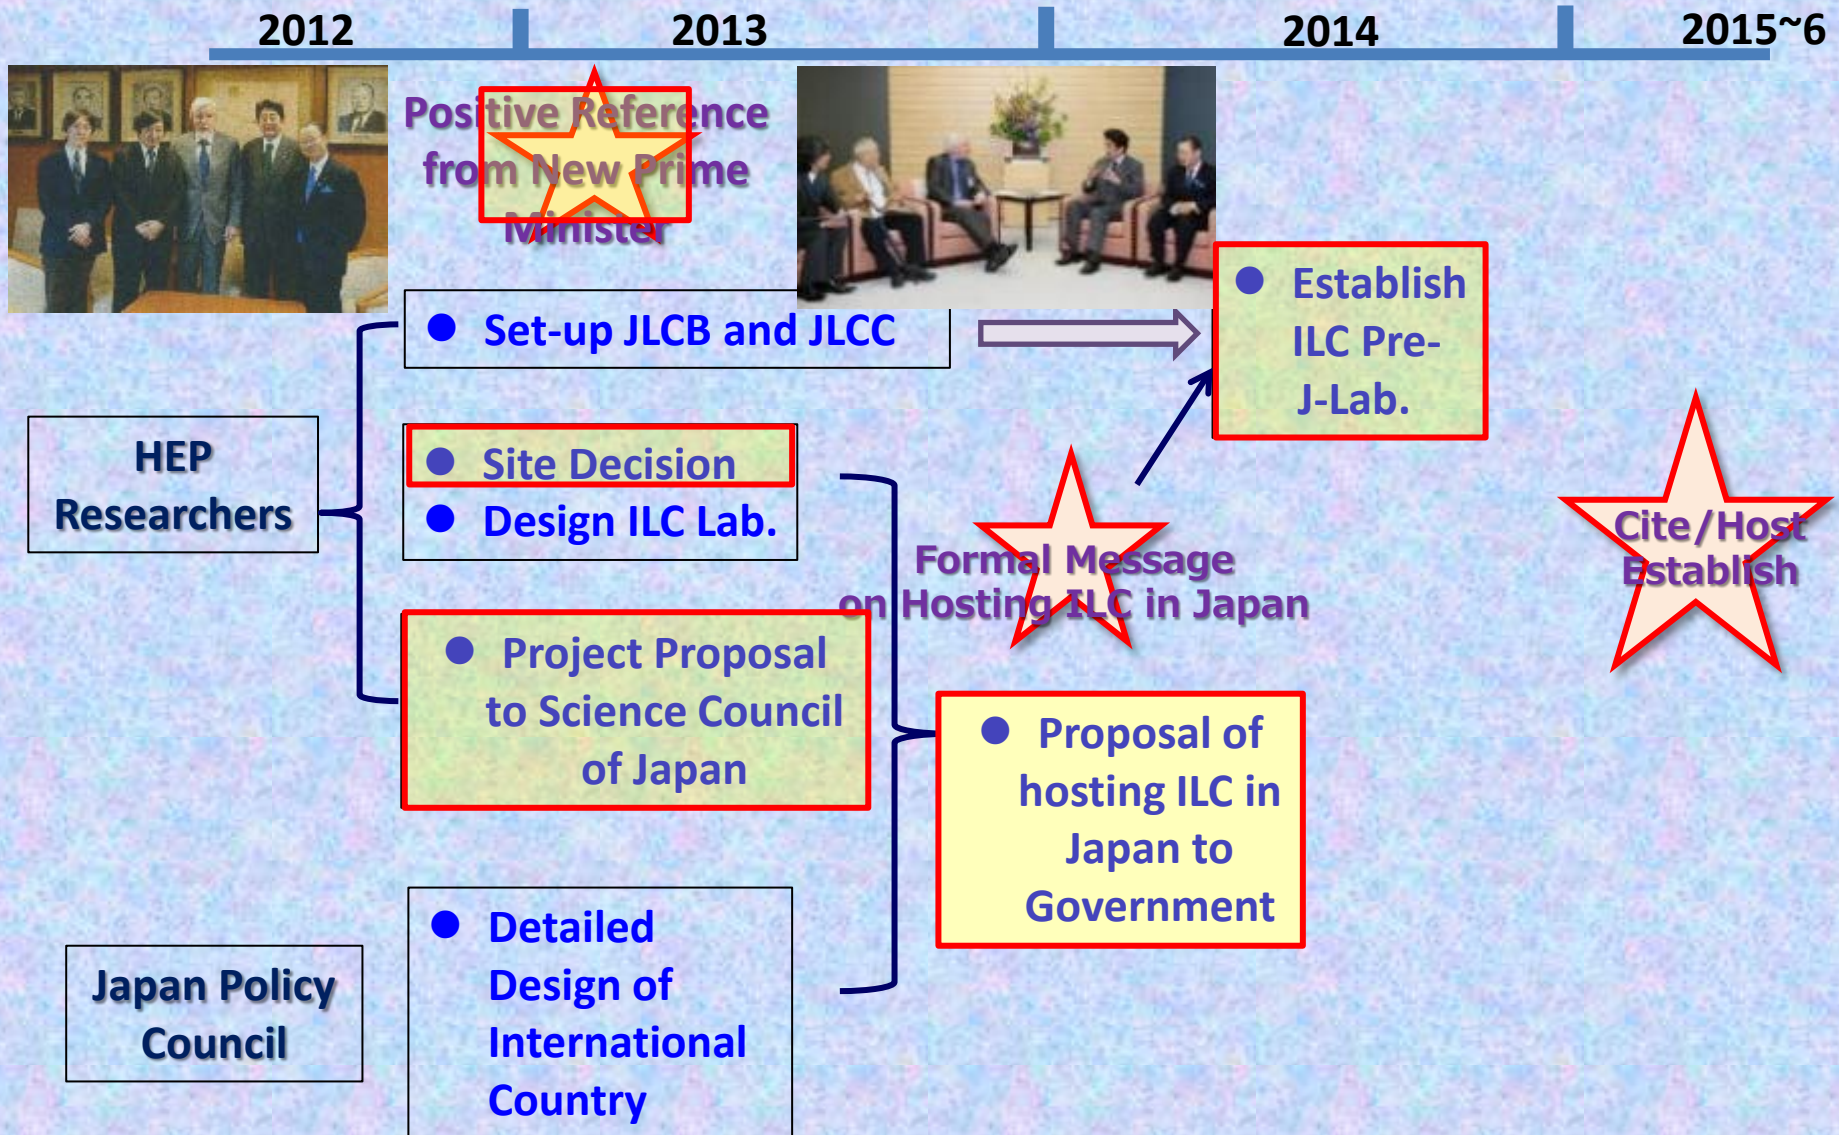 2012
2013
2014
2015~6
Positive Reference
from New Prime
Minister
● Set-up JLCB and JLCC
● Establish
ILC Pre-
J-Lab.
HEP
Researchers
● Site Decision
● Design ILC Lab.
Formal Message
on Hosting ILC in Japan
Cite/Host
Establish
● Project Proposal
to Science Council
of Japan
● Proposal of
hosting ILC in
Japan to
Government
Japan Policy
Council
● Detailed
Design of
International
Country